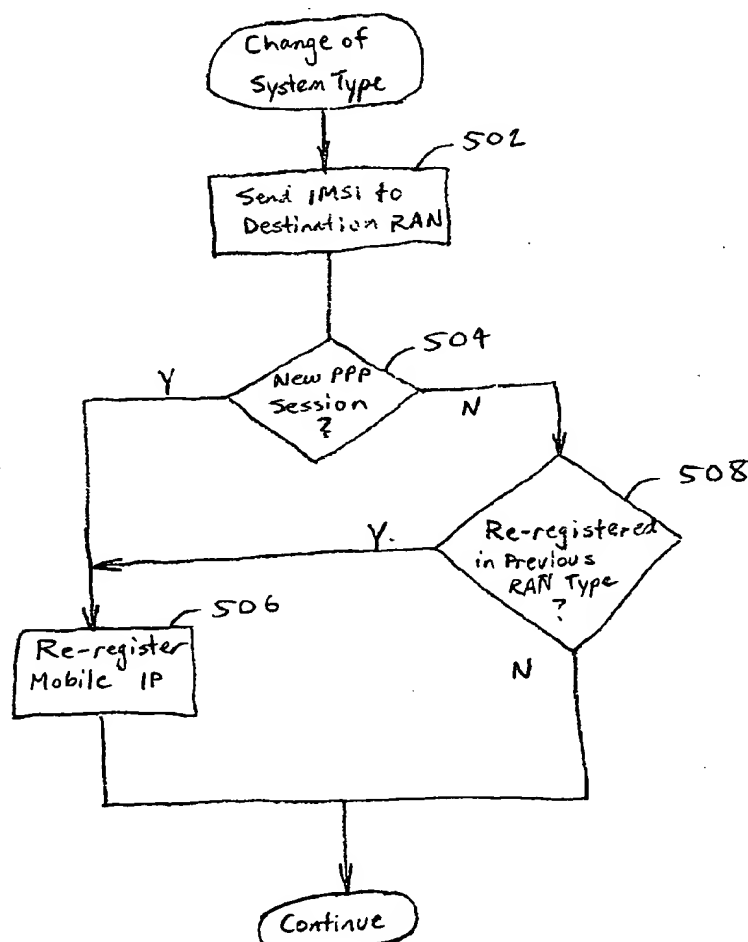 Change of
System Type
502
Send IMSI to
Destination RAN
504
New PPP
Session
?
Y
N
508
Re-registered
in Previous
RAN Type
?
Y.
N
506
Re-register
Mobile IP
Continue